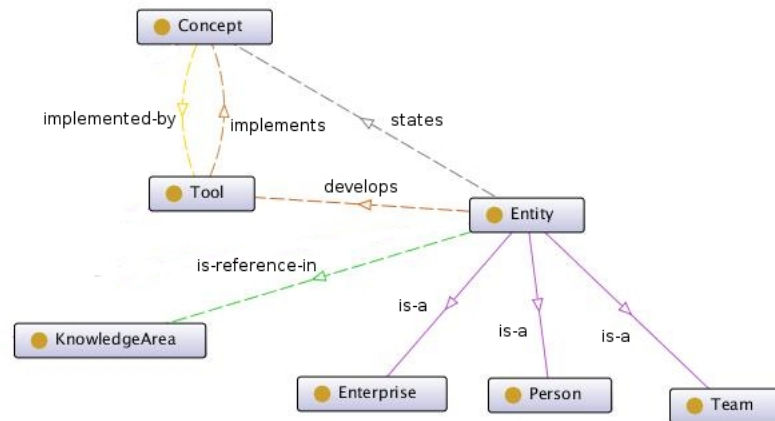 Concept
implemented-by
implements
states
Tool
develops
Entity
is-reference-in
is-a
is-a
is-a
KnowledgeArea
Enterprise
Person
Team